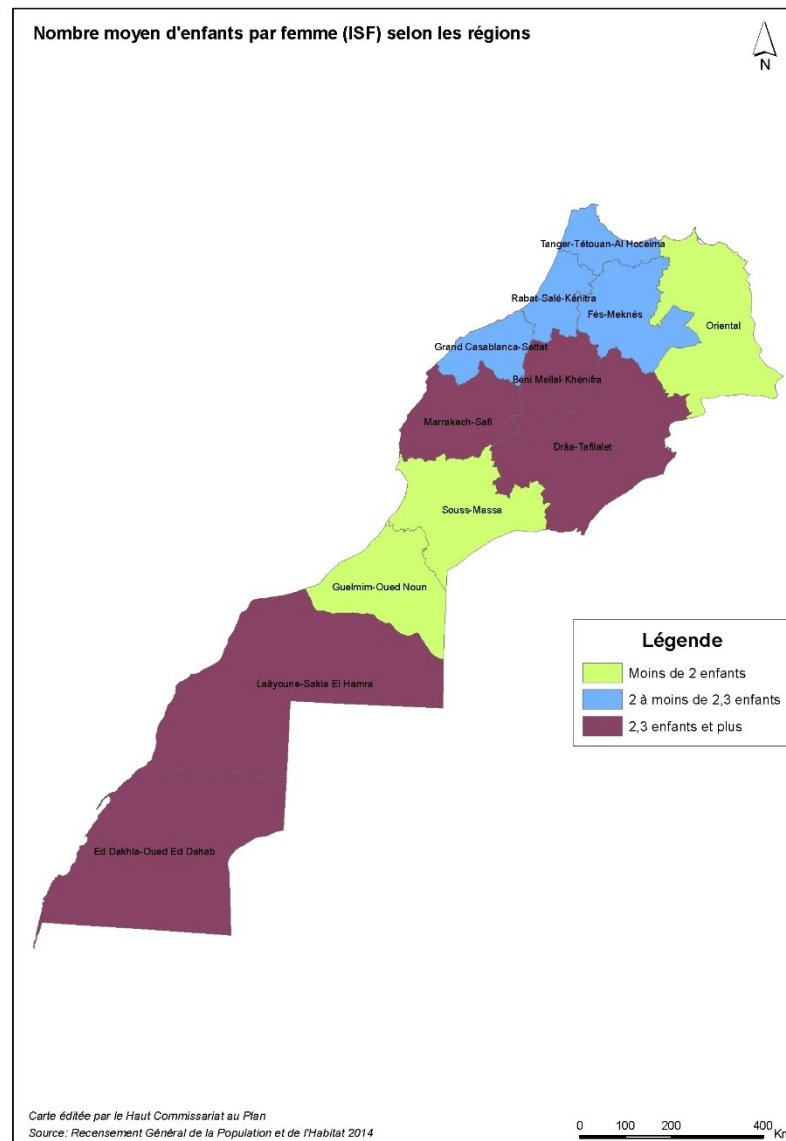 Nombre moyen d'enfants par femme (ISF) selon les régions
N
Tanger-Tétouan-Al Hoceima
Rabat-Salé-Kénitra
Fès-Meknès
Oriental
Grand Casablanca-Settat
Béni Mellal-Khénifra
Marrakech-Safi
Drâa-Tafilalet
Souss-Massa
Guelmim-Oued Noun
Légende
Moins de 2 enfants
2 à moins de 2,3 enfants
2,3 enfants et plus
Laâyoune-Sakia El Hamra
Ed Dakhla-Oued Ed Dahab
Carte éditée par le Haut Commissariat au Plan
Source: Recensement Général de la Population et de l'Habitat 2014
0 100 200 400
Km